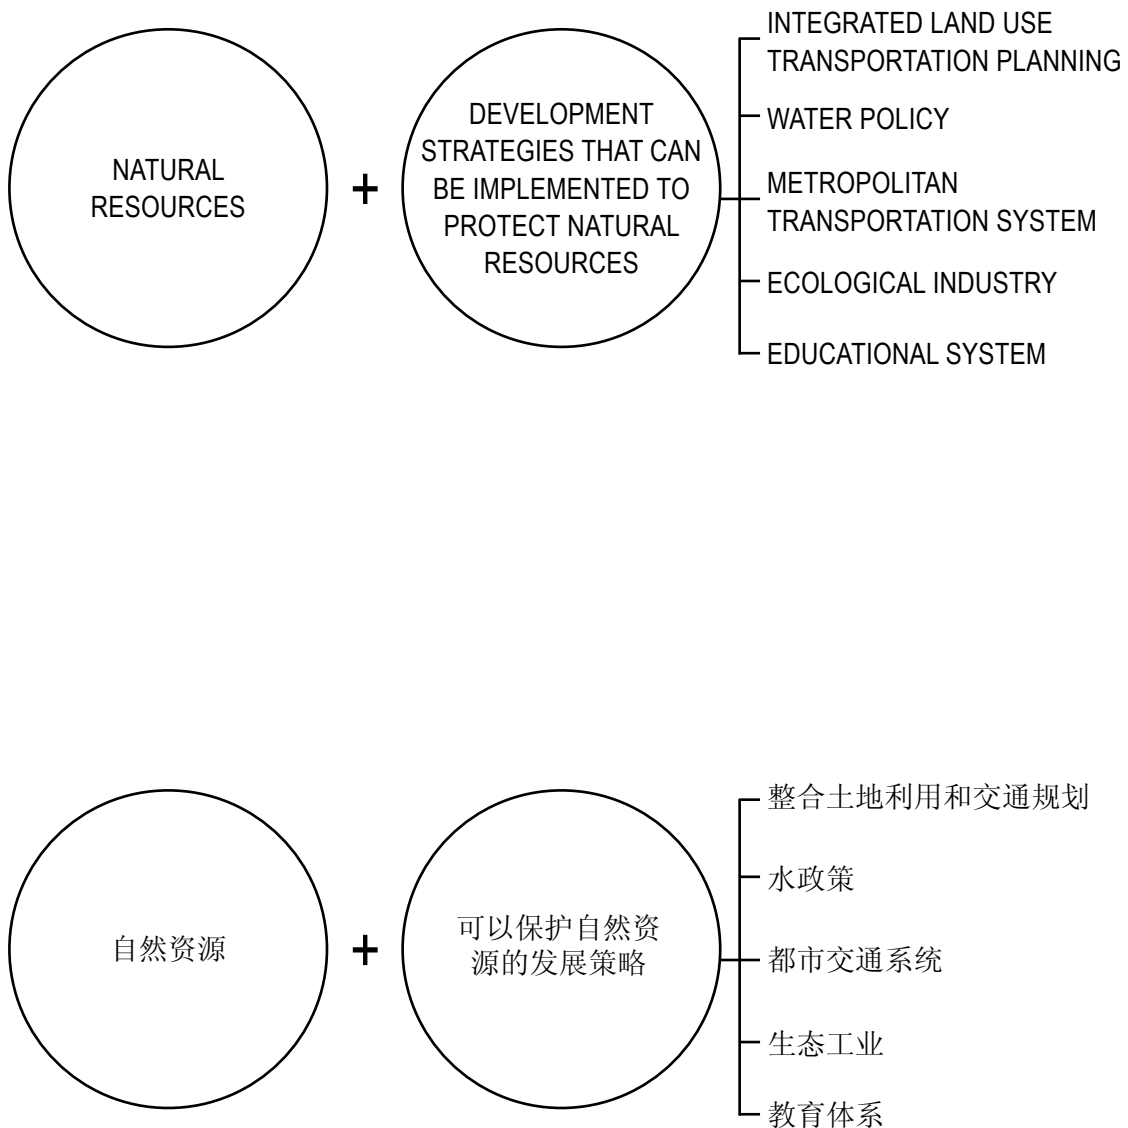 NATURAL
RESOURCES
+
DEVELOPMENT
STRATEGIES THAT CAN
BE IMPLEMENTED TO
PROTECT NATURAL
RESOURCES
INTEGRATED LAND USE
TRANSPORTATION PLANNING
WATER POLICY
METROPOLITAN
TRANSPORTATION SYSTEM
ECOLOGICAL INDUSTRY
EDUCATIONAL SYSTEM
自然资源
+
可以保护自然资
源的发展策略
整合土地利用和交通规划
水政策
都市交通系统
生态工业
教育体系